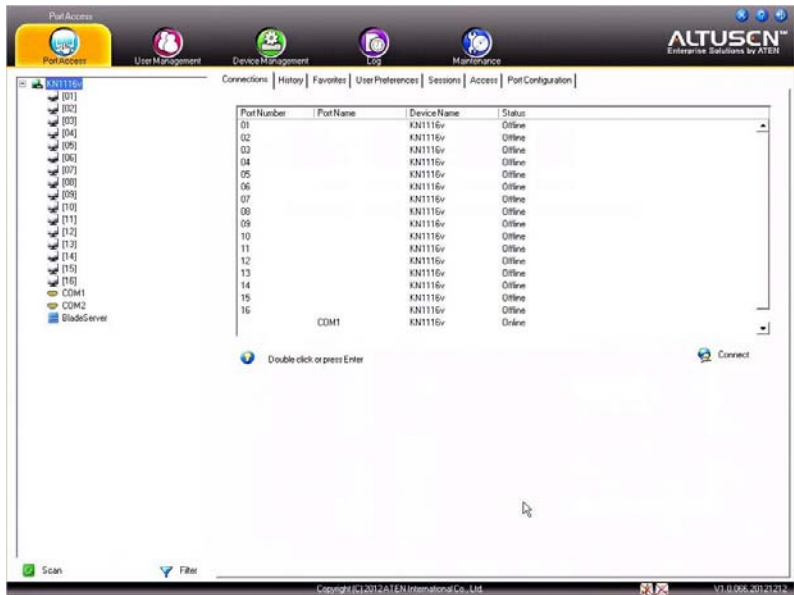 PortAccess
PortAccess
User Management
Device Management
Log
Maintenance
ALTUSEN™
Enterprise Solutions by ATEN
KN1116v
[01]
[02]
[03]
[04]
[05]
[06]
[07]
[08]
[09]
[10]
[11]
[12]
[13]
[14]
[15]
[16]
COM1
COM2
BladeServer
Scan
Filter
Connections | History | Favorites | User Preferences | Sessions | Access | Port Configuration
Port Number Port Name Device Name Status
01 KN1116v Offline
02 KN1116v Offline
03 KN1116v Offline
04 KN1116v Offline
05 KN1116v Offline
06 KN1116v Offline
07 KN1116v Offline
08 KN1116v Offline
09 KN1116v Offline
10 KN1116v Offline
11 KN1116v Offline
12 KN1116v Offline
13 KN1116v Offline
14 KN1116v Offline
15 KN1116v Offline
16 KN1116v Offline
COM1 KN1116v Online
Double click or press Enter
Connect
Copyright (C) 2012 ATEN International Co., Ltd.
V1.0.066.20121212